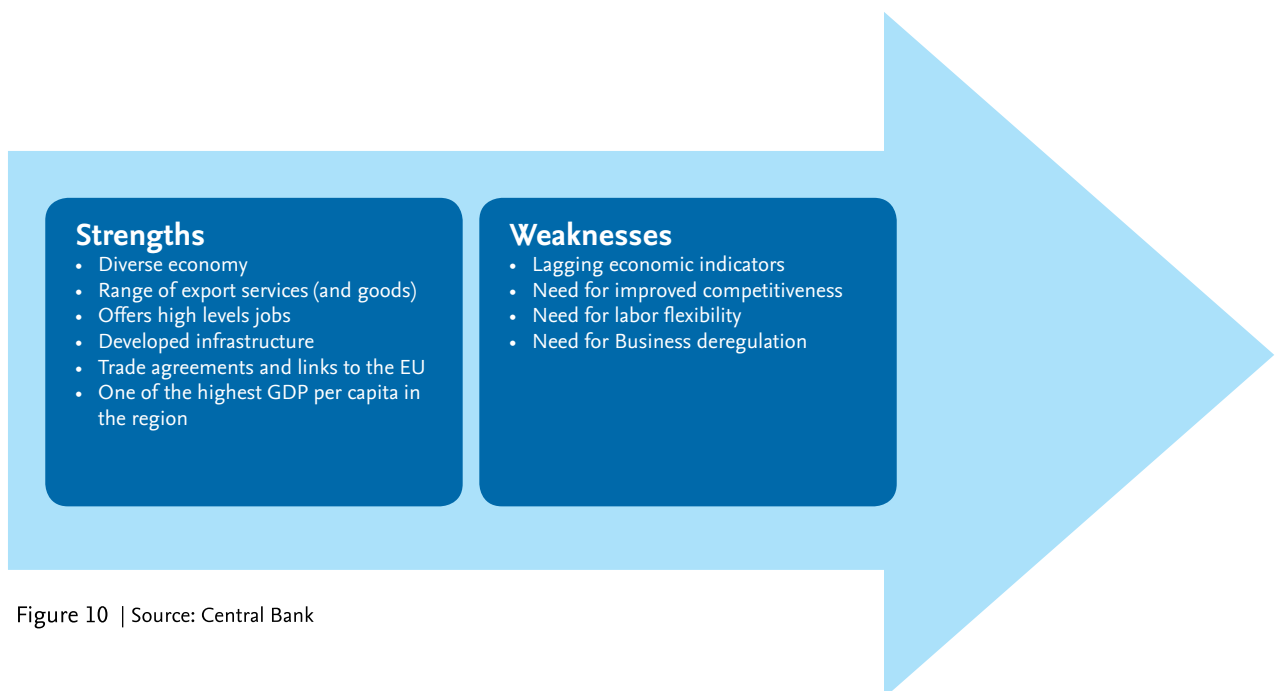 Strengths
• Diverse economy
• Range of export services (and goods)
• Offers high levels jobs
• Developed infrastructure
• Trade agreements and links to the EU
• One of the highest GDP per capita in
the region
Weaknesses
• Lagging economic indicators
• Need for improved competitiveness
• Need for labor flexibility
• Need for Business deregulation
Figure 10 | Source: Central Bank